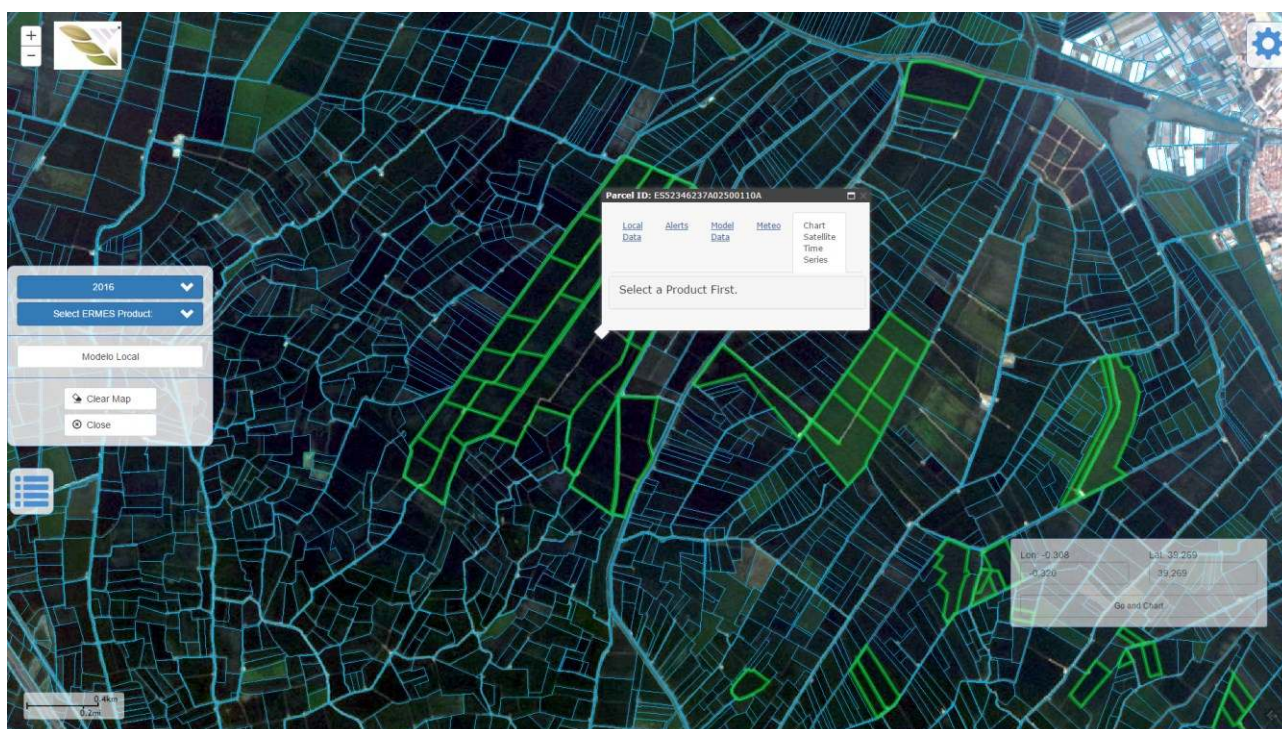 +
−
Parcel ID: ES52346237A02500110A
Local Data
Alerts
Model Data
Meteo
Chart Satellite Time Series
Select a Product First.
2016
Select ERMES Product:
Modelo Local
Clear Map
Close
Lon: -0.308
Lat: 39.269
-0.326
39.269
Go and Chart
0.4km
0.2mi